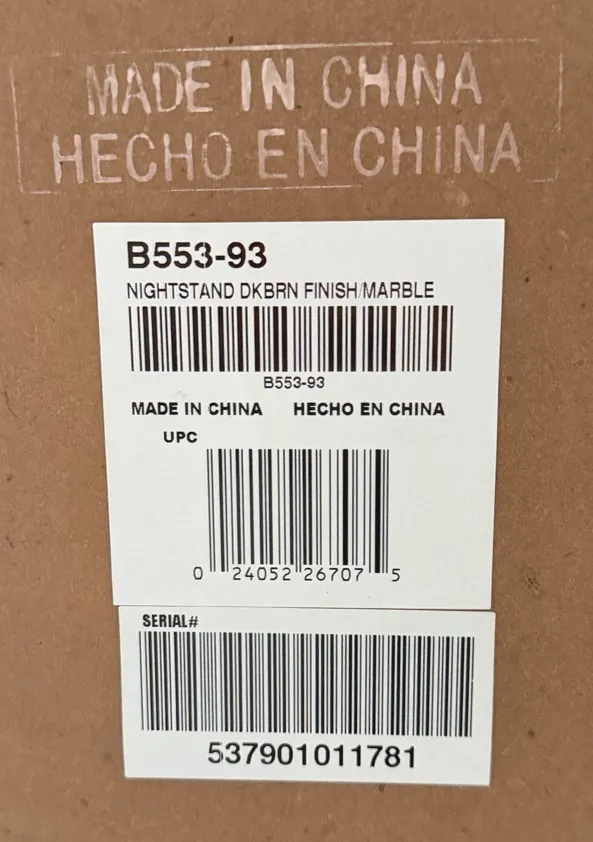 MADE IN CHINA
HECHO EN CHINA
B553-93
NIGHTSTAND DKBRN FINISH/MARBLE
B553-93
MADE IN CHINA HECHO EN CHINA
UPC
0 24052 26707 5
SERIAL#
537901011781